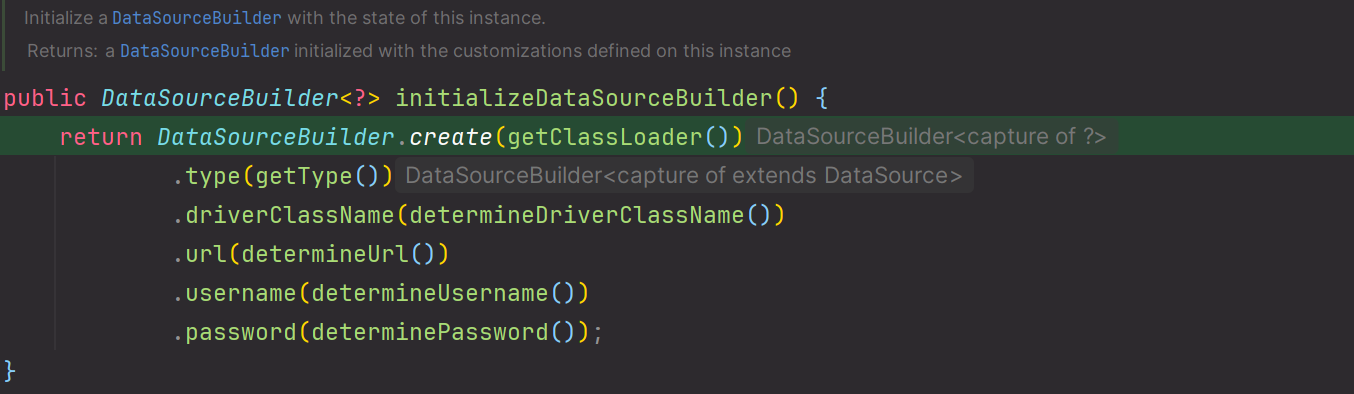 Initialize a DataSourceBuilder with the state of this instance.
Returns: a DataSourceBuilder initialized with the customizations defined on this instance
public DataSourceBuilder<?> initializeDataSourceBuilder() {
return DataSourceBuilder.create(getClassLoader()) DataSourceBuilder<capture of ?>
.type(getType()) DataSourceBuilder<capture of extends DataSource>
.driverClassName(determineDriverClassName())
.url(determineUrl())
.username(determineUsername())
.password(determinePassword());
}